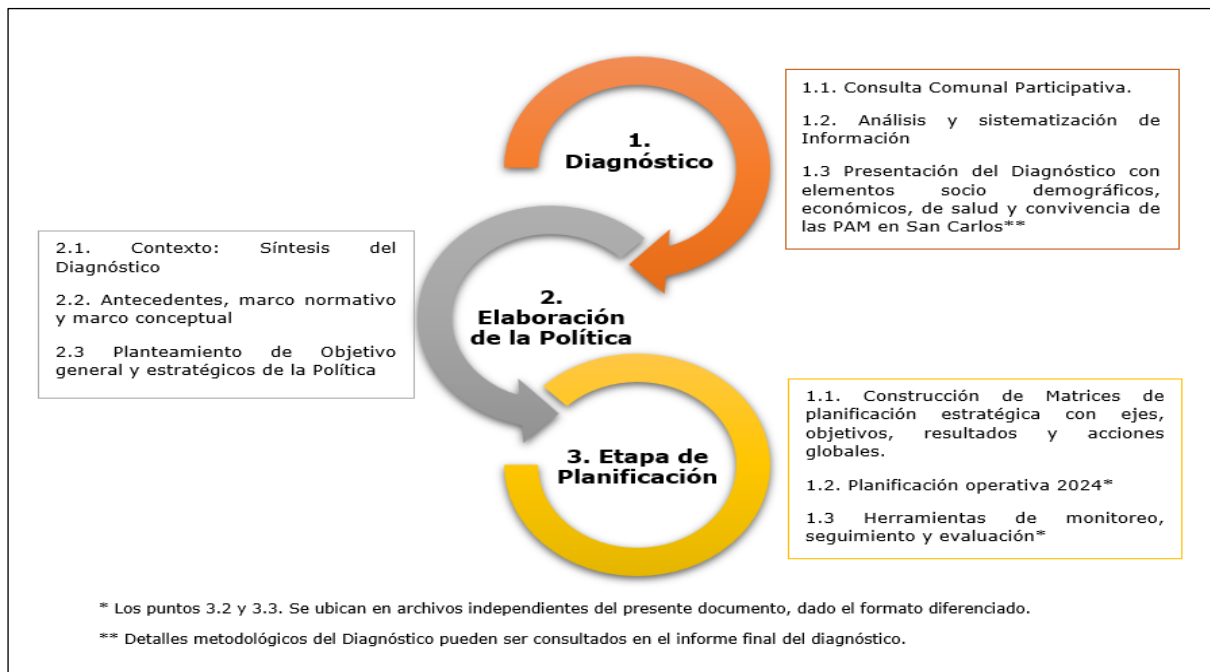 1.
Diagnóstico
1.1. Consulta Comunal Participativa.
1.2. Análisis y sistematización de
Información
1.3 Presentación del Diagnóstico con
elementos socio demográficos,
económicos, de salud y convivencia de
las PAM en San Carlos**
2.1. Contexto: Síntesis del
Diagnóstico
2.2. Antecedentes, marco normativo
y marco conceptual
2.3 Planteamiento de Objetivo
general y estratégicos de la Política
2.
Elaboración
de la Política
3. Etapa de
Planificación
1.1. Construcción de Matrices de
planificación estratégica con ejes,
objetivos, resultados y acciones
globales.
1.2. Planificación operativa 2024*
1.3 Herramientas de monitoreo,
seguimiento y evaluación*
* Los puntos 3.2 y 3.3. Se ubican en archivos independientes del presente documento, dado el formato diferenciado.
** Detalles metodológicos del Diagnóstico pueden ser consultados en el informe final del diagnóstico.